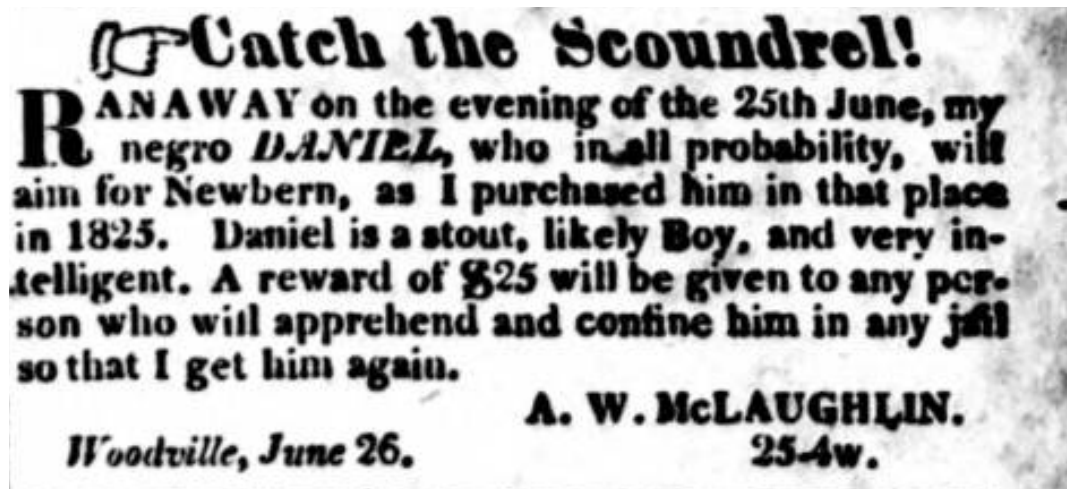 ☞Catch the Scoundrel!
RANAWAY on the evening of the 25th June, my
negro DANIEL, who in all probability, will
aim for Newbern, as I purchased him in that place
in 1825. Daniel is a stout, likely Boy, and very in-
telligent. A reward of $25 will be given to any per-
son who will apprehend and confine him in any jail
so that I get him again.
A. W. McLAUGHLIN.
Woodville, June 26. 25-4w.